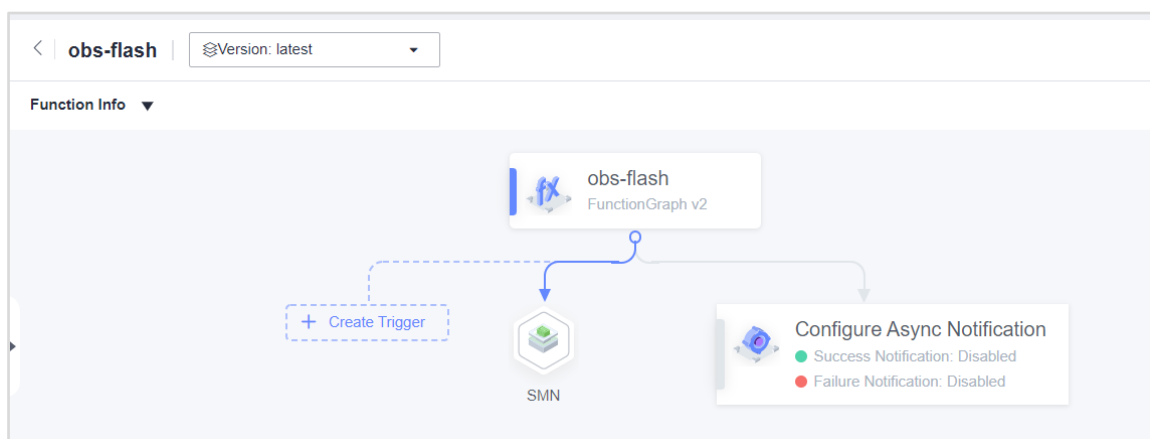 obs-flash
Version: latest
Function Info
obs-flash
FunctionGraph v2
Create Trigger
SMN
Configure Async Notification
Success Notification: Disabled
Failure Notification: Disabled